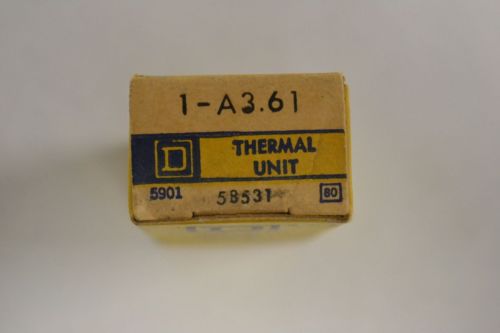 1-A3.61
D
THERMAL
UNIT
5901
58531
80